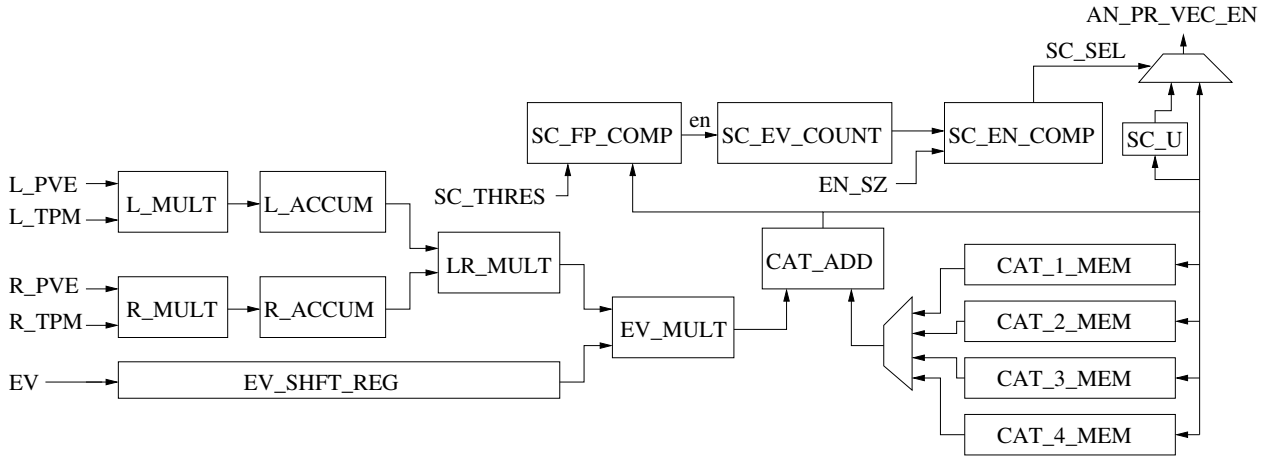 AN_PR_VEC_EN
SC_SEL
SC_FP_COMP
en
SC_EV_COUNT
SC_EN_COMP
SC_U
SC_THRES
EN_SZ
L_PVE
L_TPM
L_MULT
L_ACCUM
LR_MULT
CAT_ADD
CAT_1_MEM
R_PVE
R_TPM
R_MULT
R_ACCUM
EV_MULT
CAT_2_MEM
EV
EV_SHFT_REG
CAT_3_MEM
CAT_4_MEM